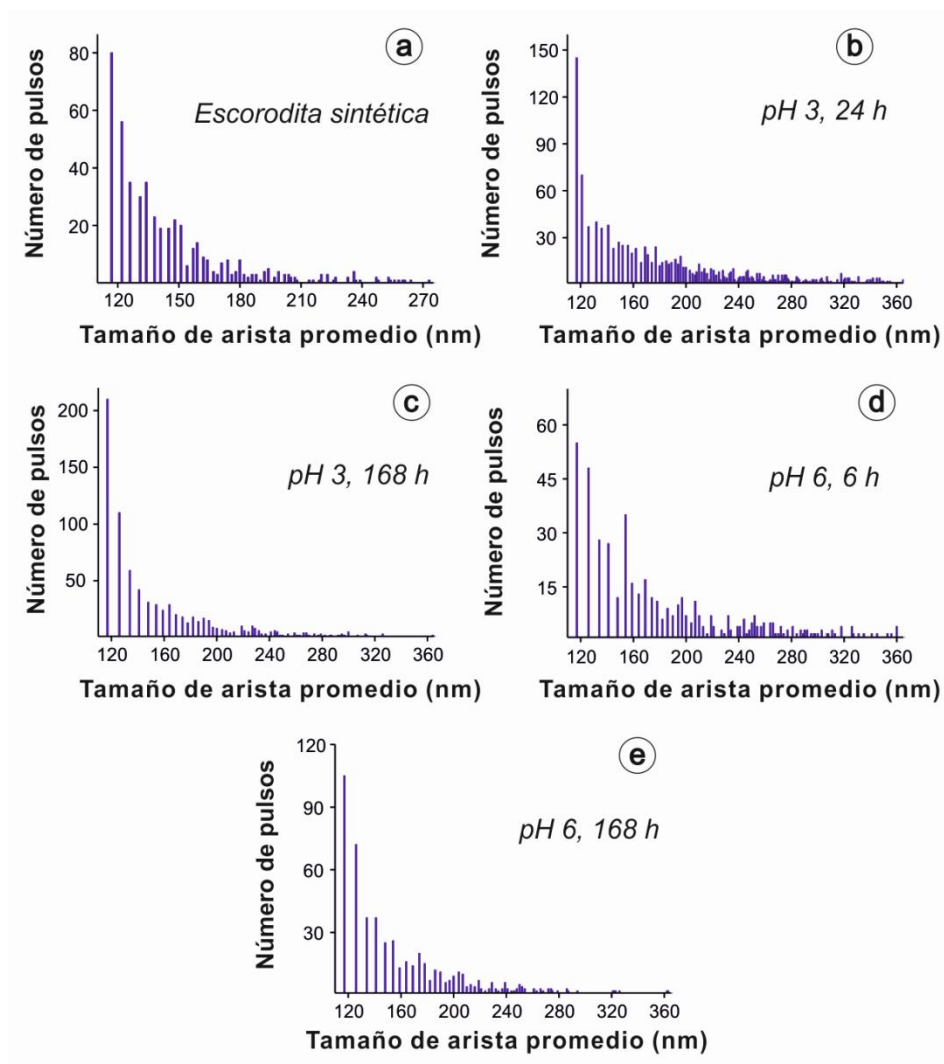 a
Escorodita sintética
Número de pulsos
80
60
40
20
120 150 180 210 240 270
Tamaño de arista promedio (nm)
b
pH 3, 24 h
Número de pulsos
150
120
90
60
30
120 160 200 240 280 320 360
Tamaño de arista promedio (nm)
c
pH 3, 168 h
Número de pulsos
200
150
100
50
120 160 200 240 280 320 360
Tamaño de arista promedio (nm)
d
pH 6, 6 h
Número de pulsos
60
45
30
15
120 160 200 240 280 320 360
Tamaño de arista promedio (nm)
e
pH 6, 168 h
Número de pulsos
120
90
60
30
120 160 200 240 280 320 360
Tamaño de arista promedio (nm)